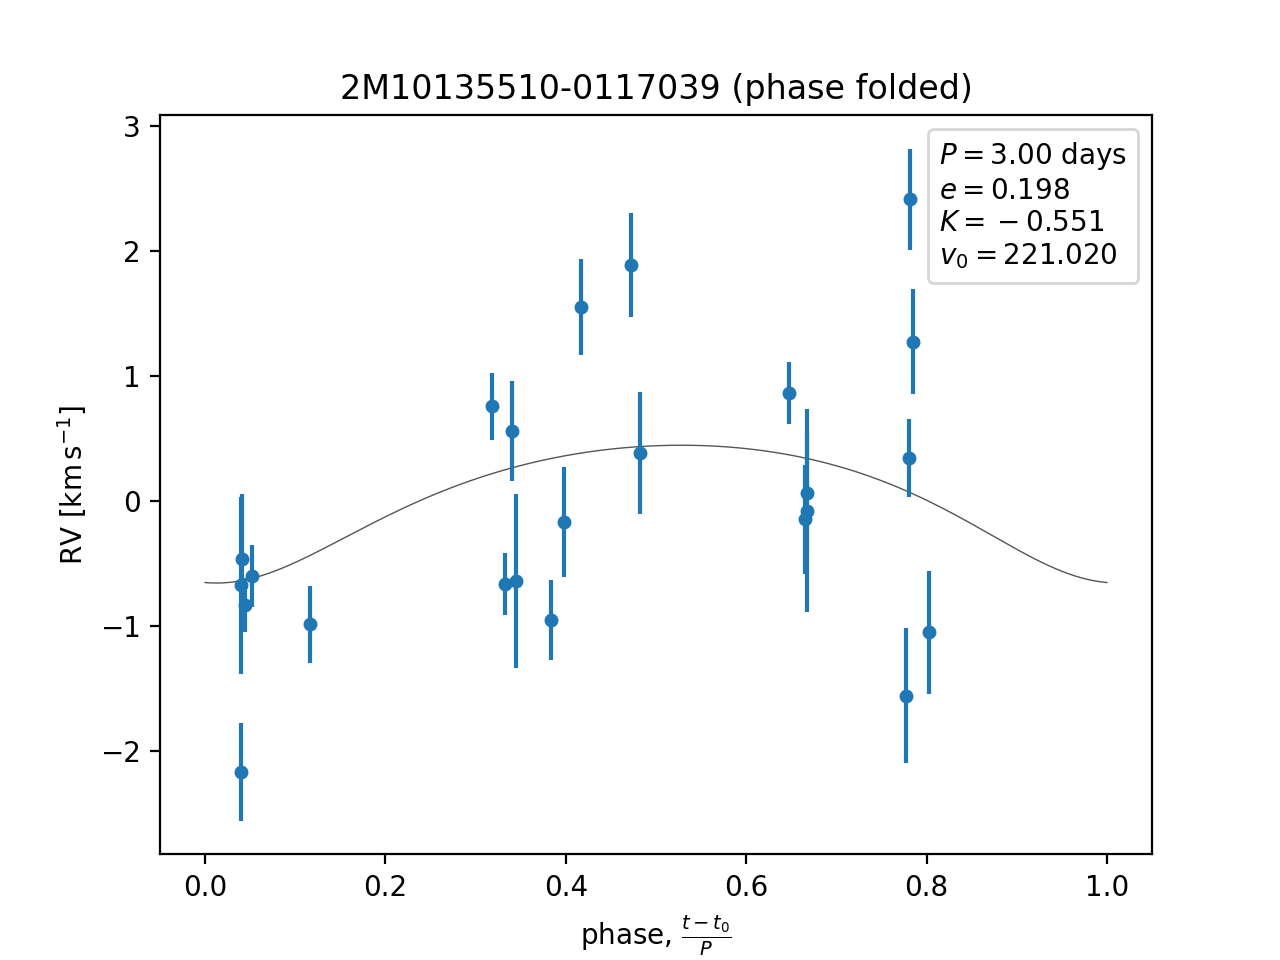 2M10135510-0117039 (phase folded)
P = 3.00 days
e = 0.198
K = −0.551
v₀ = 221.020
3
2
1
0
−1
−2
RV [km s⁻¹]
0.0 0.2 0.4 0.6 0.8 1.0
phase, (t − t₀)/P